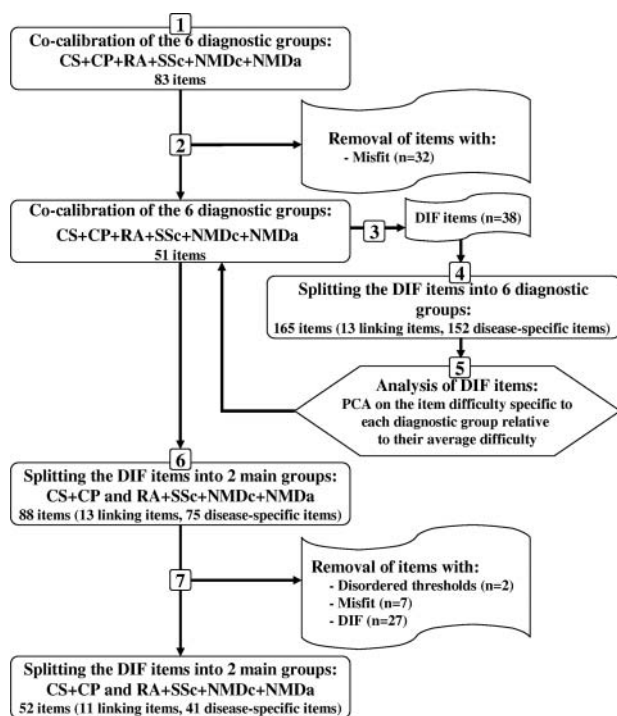 1
Co-calibration of the 6 diagnostic groups:
CS+CP+RA+SSc+NMDc+NMDa
83 items
2
Removal of items with:
- Misfit (n=32)
Co-calibration of the 6 diagnostic groups:
CS+CP+RA+SSc+NMDc+NMDa
51 items
3
DIF items (n=38)
4
Splitting the DIF items into 6 diagnostic
groups:
165 items (13 linking items, 152 disease-specific items)
5
Analysis of DIF items:
PCA on the item difficulty specific to
each diagnostic group relative
to their average difficulty
6
Splitting the DIF items into 2 main groups:
CS+CP and RA+SSc+NMDc+NMDa
88 items (13 linking items, 75 disease-specific items)
7
Removal of items with:
- Disordered thresholds (n=2)
- Misfit (n=7)
- DIF (n=27)
Splitting the DIF items into 2 main groups:
CS+CP and RA+SSc+NMDc+NMDa
52 items (11 linking items, 41 disease-specific items)